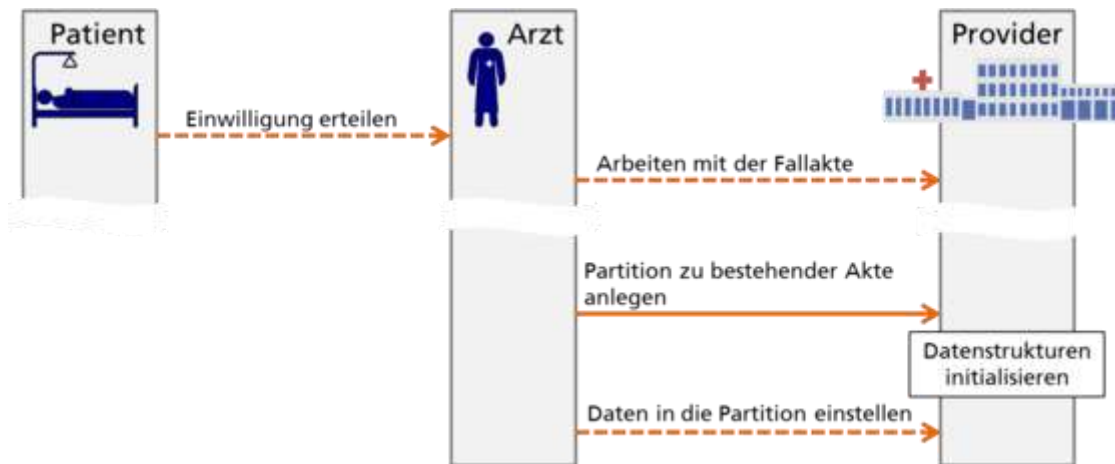 Patient
Arzt
Provider
Einwilligung erteilen
Arbeiten mit der Fallakte
Partition zu bestehender Akte
anlegen
Datenstrukturen
initialisieren
Daten in die Partition einstellen